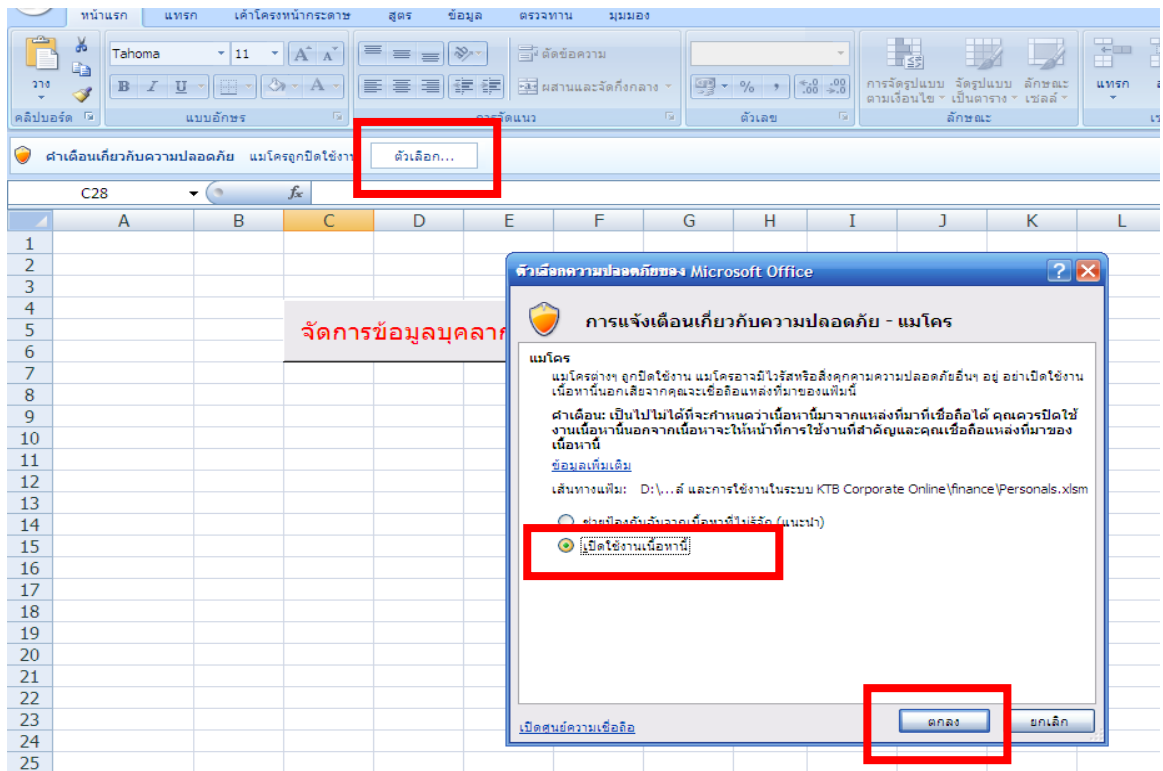 หน้าแรก แทรก เค้าโครงหน้ากระดาษ สูตร ข้อมูล ตรวจทาน มุมมอง
Tahoma 11 A A ตัดข้อความ
วาง B I U A ผสานและจัดกึ่งกลาง % , .0 .00 .00 .0 การจัดรูปแบบ จัดรูปแบบ ลักษณะ แทรก
ตามเงื่อนไข เป็นตาราง เซลล์
คลิปบอร์ด แบบอักษร การจัดแนว ตัวเลข ลักษณะ
คำเตือนเกี่ยวกับความปลอดภัย แมโครถูกปิดใช้งาน ตัวเลือก...
C28 fx
A B C D E F G H I J K L
1
2
ตัวเลือกความปลอดภัยของ Microsoft Office
3
4
การแจ้งเตือนเกี่ยวกับความปลอดภัย - แมโคร
5
จัดการข้อมูลบุคลาก
6
แมโคร
7
แมโครต่างๆ ถูกปิดใช้งาน แมโครอาจมีไวรัสหรือสิ่งคุกคามความปลอดภัยอื่นๆ อยู่ อย่าเปิดใช้งาน
8
เนื้อหานี้นอกเสียจากคุณจะเชื่อถือแหล่งที่มาของแฟ้มนี้
9
คำเตือน: เป็นไปไม่ได้ที่จะกำหนดว่าเนื้อหานี้มาจากแหล่งที่มาที่เชื่อถือได้ คุณควรปิดใช้
10
งานเนื้อหานี้นอกจากเนื้อหาจะให้หน้าที่การใช้งานที่สำคัญและคุณเชื่อถือแหล่งที่มาของ
เนื้อหานี้
11
ข้อมูลเพิ่มเติม
12
เส้นทางแฟ้ม: D:\...ล์ และการใช้งานในระบบ KTB Corporate Online\finance\Personals.xlsm
13
14
ช่วยป้องกันฉันจากเนื้อหาที่ไม่รู้จัก (แนะนำ)
15
เปิดใช้งานเนื้อหานี้
16
17
18
19
20
21
22
23
เปิดศูนย์ความเชื่อถือ ตกลง ยกเลิก
24
25